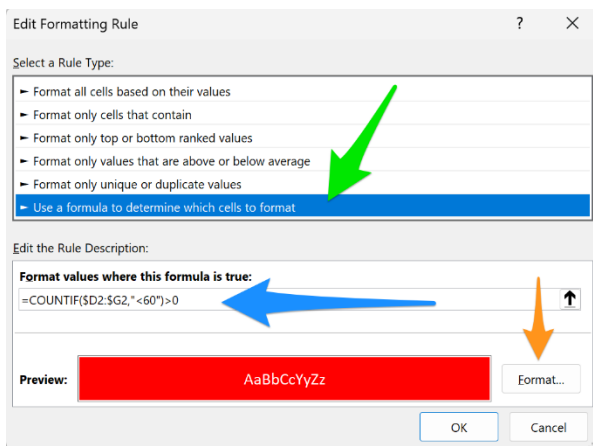 Edit Formatting Rule ? ×
Select a Rule Type:
► Format all cells based on their values
► Format only cells that contain
► Format only top or bottom ranked values
► Format only values that are above or below average
► Format only unique or duplicate values
► Use a formula to determine which cells to format
Edit the Rule Description:
Format values where this formula is true:
=COUNTIF($D2:$G2,"<60")>0
Preview: AaBbCcYyZz Format...
OK Cancel